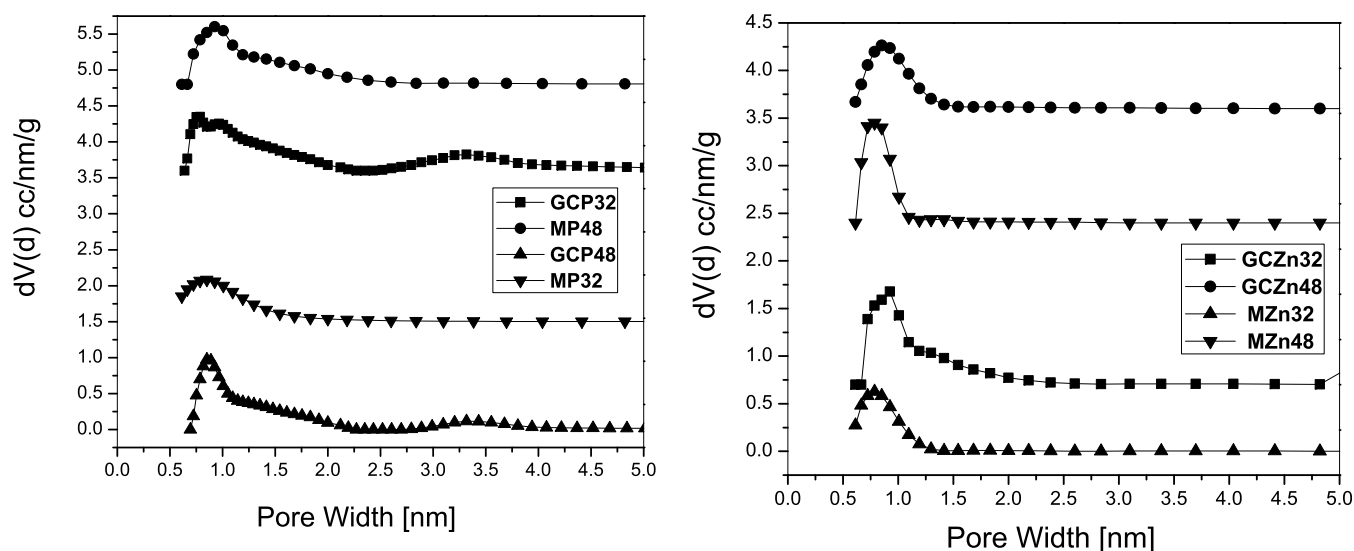 dV(d) cc/nm/g
5.5
5.0
4.5
4.0
3.5
3.0
2.5
2.0
1.5
1.0
0.5
0.0
GCP32
MP48
GCP48
MP32
0.0 0.5 1.0 1.5 2.0 2.5 3.0 3.5 4.0 4.5 5.0
Pore Width [nm]
dV(d) cc/nm/g
4.5
4.0
3.5
3.0
2.5
2.0
1.5
1.0
0.5
0.0
GCZn32
GCZn48
MZn32
MZn48
0.0 0.5 1.0 1.5 2.0 2.5 3.0 3.5 4.0 4.5 5.0
Pore Width [nm]